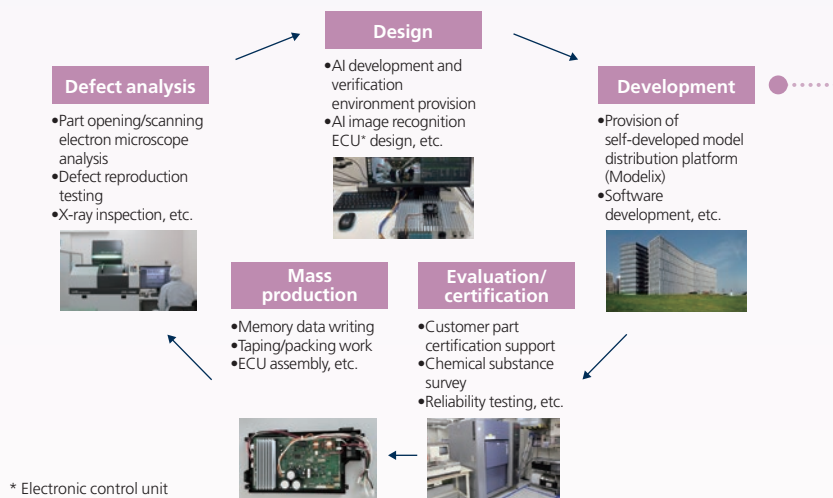 Design
•AI development and
verification
environment provision
•AI image recognition
ECU* design, etc.
Defect analysis
•Part opening/scanning
electron microscope
analysis
•Defect reproduction
testing
•X-ray inspection, etc.
Development
•Provision of
self-developed model
distribution platform
(Modelix)
•Software
development, etc.
Mass
production
•Memory data writing
•Taping/packing work
•ECU assembly, etc.
Evaluation/
certification
•Customer part
certification support
•Chemical substance
survey
•Reliability testing, etc.
* Electronic control unit